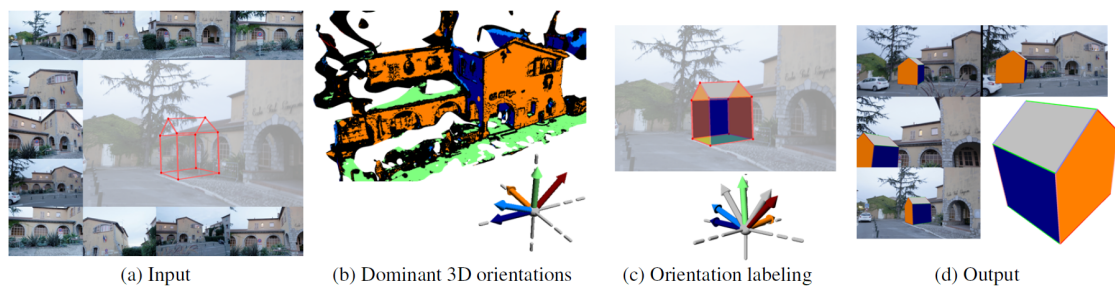 (a) Input
(b) Dominant 3D orientations
(c) Orientation labeling
(d) Output